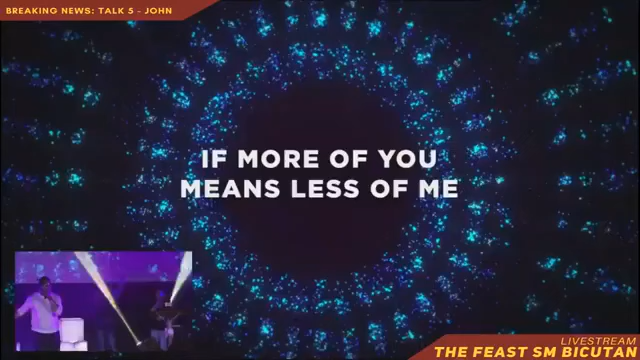 BREAKING NEWS: TALK 5 - JOHN
IF MORE OF YOU
MEANS LESS OF ME
LIVESTREAM
THE FEAST SM BICUTAN